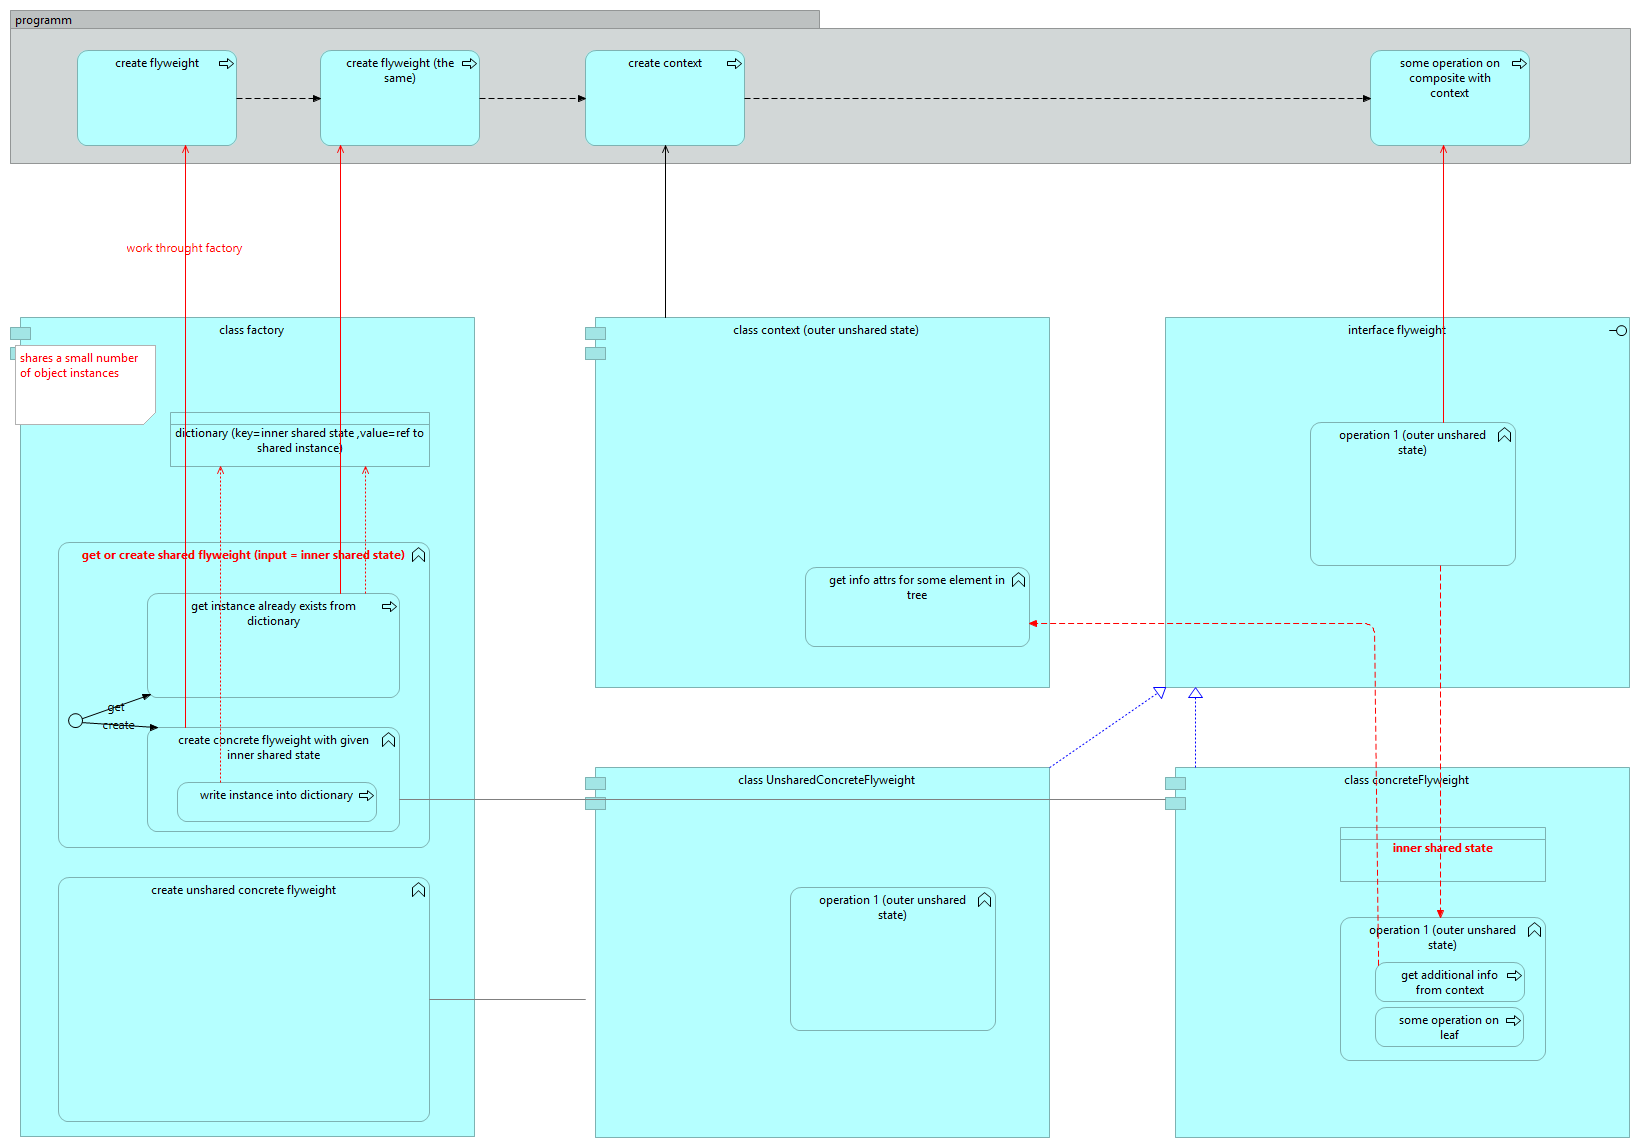 programm
create flyweight
create flyweight (the
same)
create context
some operation on
composite with
context
work throught factory
class factory
class context (outer unshared state)
interface flyweight
shares a small number
of object instances
dictionary (key=inner shared state ,value=ref to
shared instance)
operation 1 (outer unshared
state)
get or create shared flyweight (input = inner shared state)
get instance already exists from
dictionary
get info attrs for some element in
tree
get
create
create concrete flyweight with given
inner shared state
write instance into dictionary
class UnsharedConcreteFlyweight
class concreteFlyweight
inner shared state
create unshared concrete flyweight
operation 1 (outer unshared
state)
operation 1 (outer unshared
state)
get additional info
from context
some operation on
leaf